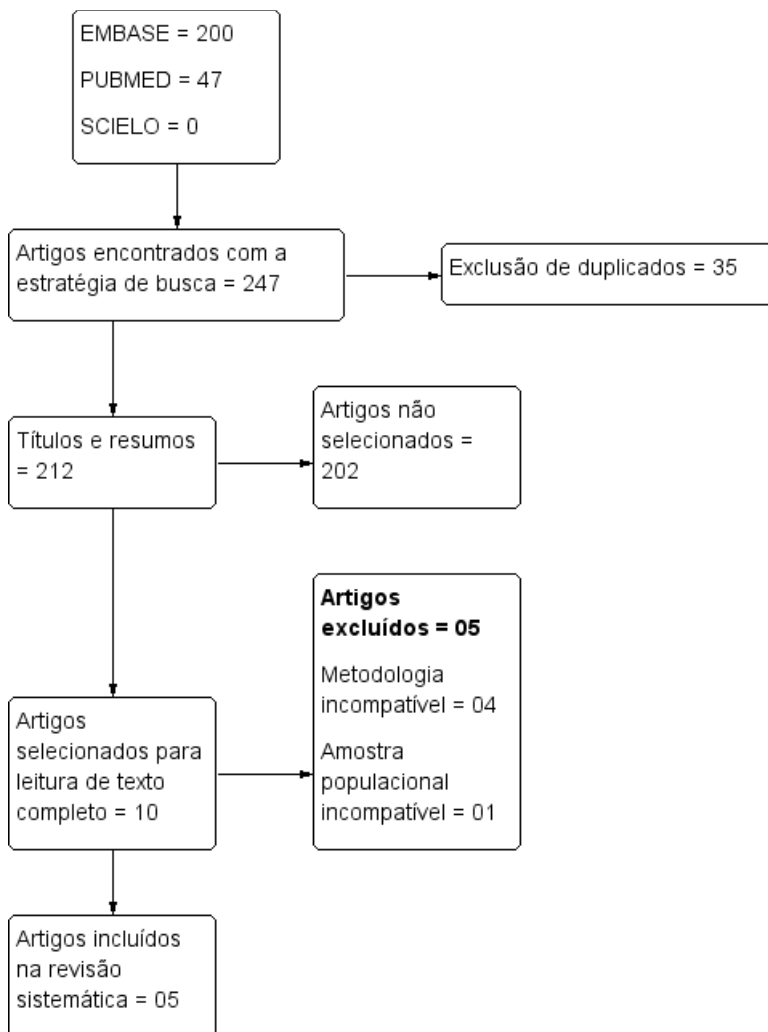 EMBASE = 200
PUBMED = 47
SCIELO = 0
Artigos encontrados com a
estratégia de busca = 247
Exclusão de duplicados = 35
Títulos e resumos
= 212
Artigos não
selecionados =
202
Artigos
selecionados para
leitura de texto
completo = 10
Artigos
excluídos = 05
Metodologia
incompatível = 04
Amostra
populacional
incompatível = 01
Artigos incluídos
na revisão
sistemática = 05